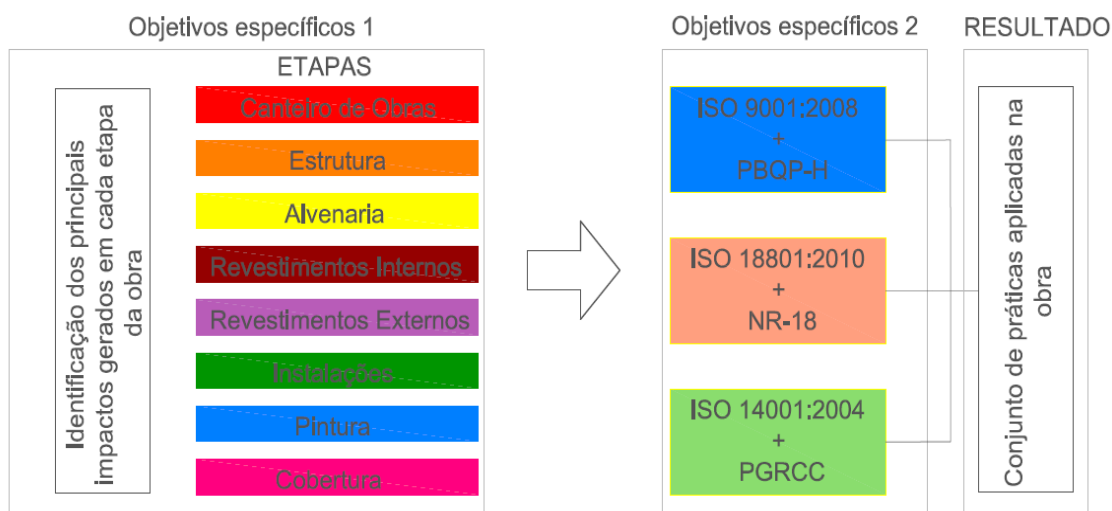 Objetivos específicos 1
ETAPAS
Identificação dos principais
impactos gerados em cada etapa
da obra
Canteiro de Obras
Estrutura
Alvenaria
Revestimentos Internos
Revestimentos Externos
Instalações
Pintura
Cobertura
Objetivos específicos 2
ISO 9001:2008
+
PBQP-H
ISO 18801:2010
+
NR-18
ISO 14001:2004
+
PGRCC
RESULTADO
Conjunto de práticas aplicadas na
obra